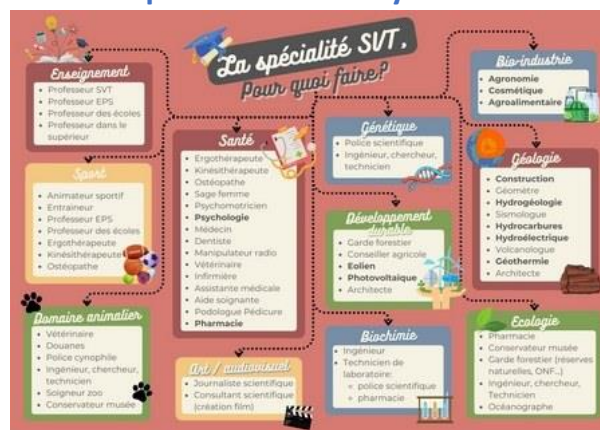 La spécialité SVT,
Pour quoi faire?
Enseignement
Professeur SVT
Professeur EPS
Professeur des écoles
Professeur dans le
supérieur
Sport
Animateur sportif
Entraineur
Professeur EPS
Professeur des écoles
Ergothérapeute
Kinésithérapeute
Ostéopathe
Domaine animalier
Vétérinaire
Douanes
Police cynophile
Ingénieur, chercheur,
technicien
Soigneur zoo
Conservateur musée
Santé
Ergothérapeute
Kinésithérapeute
Ostéopathe
Sage femme
Psychomotricien
Psychologie
Médecin
Dentiste
Manipulateur radio
Vétérinaire
Infirmière
Assistante médicale
Aide soignante
Podologue Pédicure
Pharmacie
Art / audiovisuel
Journaliste scientifique
Consultant scientifique
(création film)
Génétique
Police scientifique
Ingénieur, chercheur,
technicien
Développement
durable
Garde forestier
Conseiller agricole
Eolien
Photovoltaïque
Architecte
Biochimie
Ingénieur
Technicien de
laboratoire:
police scientifique
pharmacie
Bio-industrie
Agronomie
Cosmétique
Agroalimentaire
Géologie
Construction
Géomètre
Hydrogéologie
Sismologue
Hydrocarbures
Hydroélectrique
Volcanologue
Géothermie
Architecte
Ecologie
Pharmacie
Conservateur musée
Garde forestier (réserves
naturelles, ONF...)
Ingénieur, chercheur,
Technicien
Océanographe